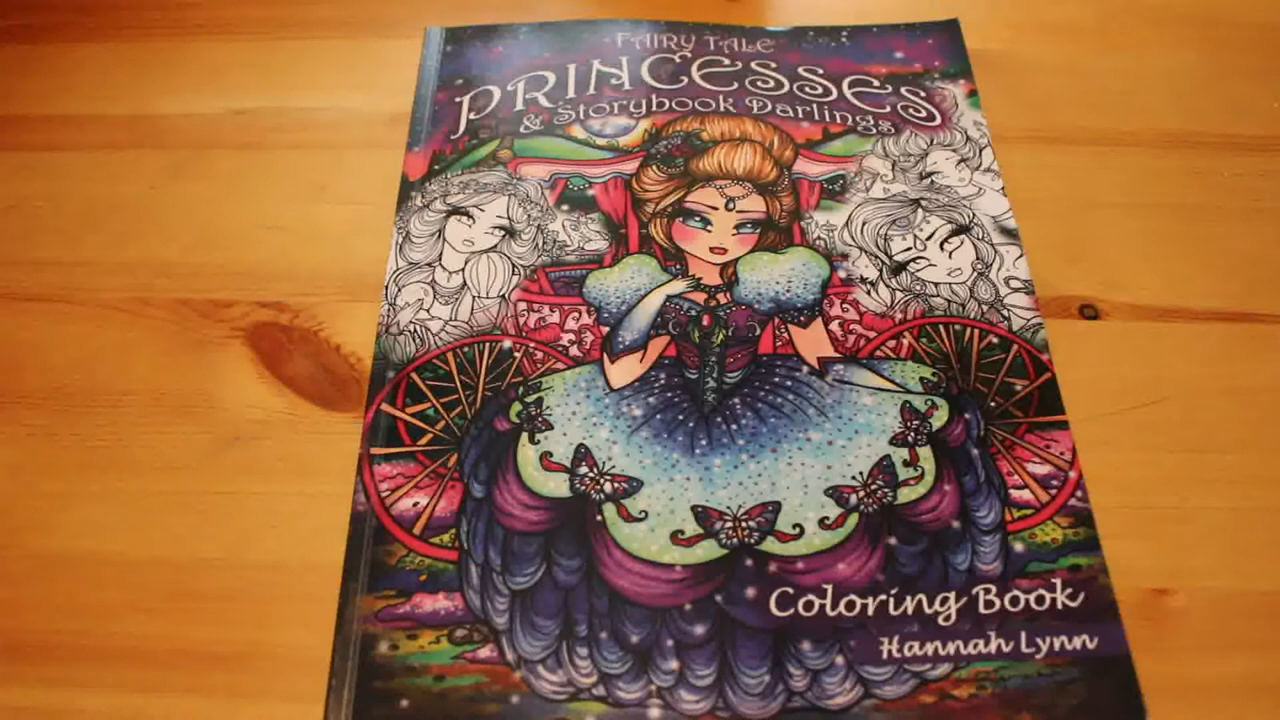 FAIRY TALE
PRINCESSES
& Storybook Darlings
Coloring Book
Hannah Lynn